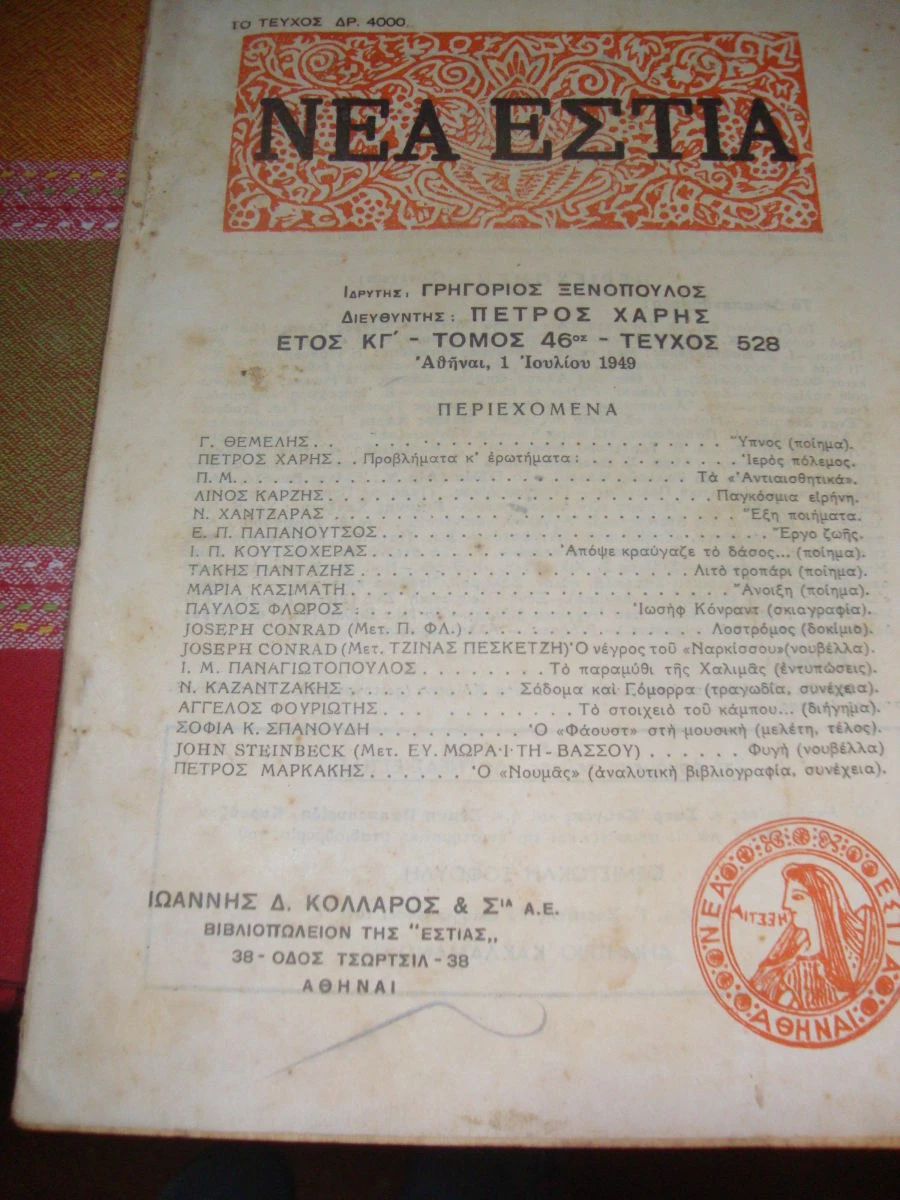 ΤΟ ΤΕΥΧΟΣ ΔΡ. 4000
ΝΕΑ ΕΣΤΙΑ
ΙΔΡΥΤΗΣ: ΓΡΗΓΟΡΙΟΣ ΞΕΝΟΠΟΥΛΟΣ
ΔΙΕΥΘΥΝΤΗΣ: ΠΕΤΡΟΣ ΧΑΡΗΣ
ΕΤΟΣ ΚΓ΄ - ΤΟΜΟΣ 46ος - ΤΕΥΧΟΣ 528
Ἀθῆναι, 1 Ἰουλίου 1949
ΠΕΡΙΕΧΟΜΕΝΑ
Γ. ΘΕΜΕΛΗΣ. . . . . . . . . . Ὕπνος (ποίημα).
ΠΕΤΡΟΣ ΧΑΡΗΣ . . Προβλήματα κ' ἐρωτήματα : . . . . . . . . . . Ἱερὸς πόλεμος.
Π. Μ. . . . . . . . . . Τὰ «Ἀντιαισθητικά».
ΛΙΝΟΣ ΚΑΡΖΗΣ. . . . . . . . . . Παγκόσμια εἰρήνη.
Ν. ΧΑΝΤΖΑΡΑΣ . . . . . . . . . . Ἕξη ποιήματα.
Ε. Π. ΠΑΠΑΝΟΥΤΣΟΣ . . . . . . . . . . Ἔργο ζωῆς.
Ι. Π. ΚΟΥΤΣΟΧΕΡΑΣ . . . . . . . . . . Ἀπόψε κραύγαζε τὸ δάσος... (ποίημα).
ΤΑΚΗΣ ΠΑΝΤΑΖΗΣ . . . . . . . . . . Λιτὸ τροπάρι (ποίημα).
ΜΑΡΙΑ ΚΑΣΙΜΑΤΗ . . . . . . . . . . Ἄνοιξη (ποίημα).
ΠΑΥΛΟΣ ΦΛΩΡΟΣ : . . . . . . . . . . Ἰωσὴφ Κόνραντ (σκιαγραφία).
JOSEPH CONRAD (Μετ. Π. ΦΛ.) . . . . . . . . . . Λοστρόμος (δοκίμιο).
JOSEPH CONRAD (Μετ. ΤΖΙΝΑΣ ΠΕΣΚΕΤΖΗ) Ὁ νέγρος τοῦ «Ναρκίσσου»(νουβέλλα).
Ι. Μ. ΠΑΝΑΓΙΩΤΟΠΟΥΛΟΣ . . . . . . . . Τὸ παραμύθι τῆς Χαλιμᾶς (ἐντυπώσεις).
Ν. ΚΑΖΑΝΤΖΑΚΗΣ . . . . . . . . . . Σόδομα καὶ Γόμορρα (τραγωδία, συνέχεια).
ΑΓΓΕΛΟΣ ΦΟΥΡΙΩΤΗΣ . . . . . . . . . . Τὸ στοιχειὸ τοῦ κάμπου... (διήγημα).
ΣΟΦΙΑ Κ. ΣΠΑΝΟΥΔΗ . . . . . . . . . . Ὁ «Φάουστ» στὴ μουσικὴ (μελέτη, τέλος).
JOHN STEINBECK (Μετ. ΕΥ. ΜΩΡΑ·Ι·ΤΗ - ΒΑΣΣΟΥ) . . . . . . Φυγὴ (νουβέλλα)
ΠΕΤΡΟΣ ΜΑΡΚΑΚΗΣ . . . . . . Ὁ «Νουμᾶς» (ἀναλυτικὴ βιβλιογραφία, συνέχεια).
ΙΩΑΝΝΗΣ Δ. ΚΟΛΛΑΡΟΣ & ΣΙΑ Α.Ε.
ΒΙΒΛΙΟΠΩΛΕΙΟΝ ΤΗΣ "ΕΣΤΙΑΣ„
38 - ΟΔΟΣ ΤΣΩΡΤΣΙΛ - 38
ΑΘΗΝΑΙ
ΝΕΑ ΕΣΤΙΑ
ΑΘΗΝΑΙ